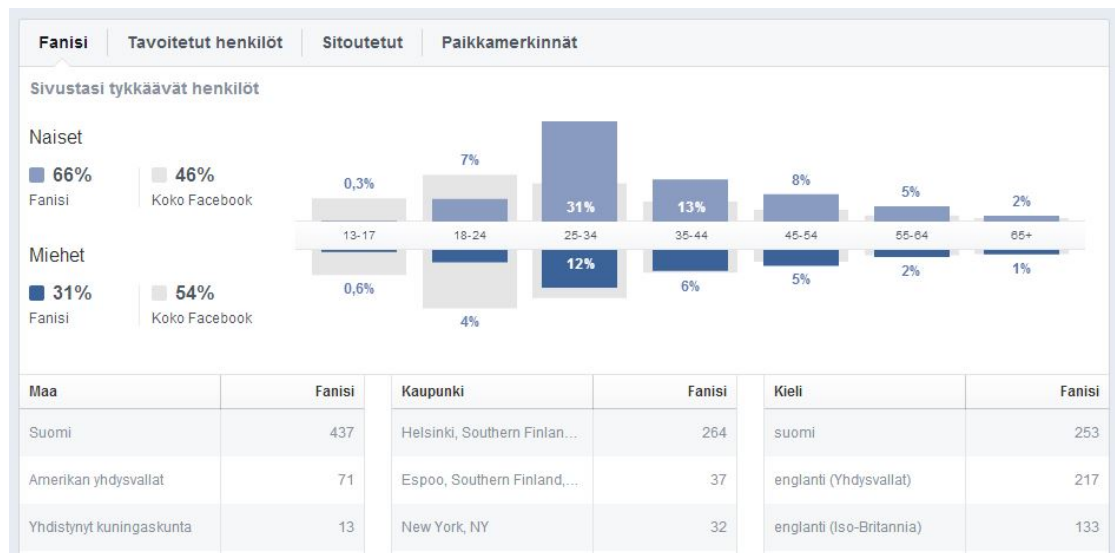 Fanisi Tavoitetut henkilöt Sitoutetut Paikkamerkinnät
Sivustasi tykkäävät henkilöt
Naiset
66% 46%
Fanisi Koko Facebook
0,3% 7% 31% 13% 8% 5% 2%
13-17 18-24 25-34 35-44 45-54 55-64 65+
Miehet
31% 54%
Fanisi Koko Facebook
0,6% 4% 12% 6% 5% 2% 1%
Maa Fanisi Kaupunki Fanisi Kieli Fanisi
Suomi 437 Helsinki, Southern Finlan... 264 suomi 253
Amerikan yhdysvallat 71 Espoo, Southern Finland,... 37 englanti (Yhdysvallat) 217
Yhdistynyt kuningaskunta 13 New York, NY 32 englanti (Iso-Britannia) 133